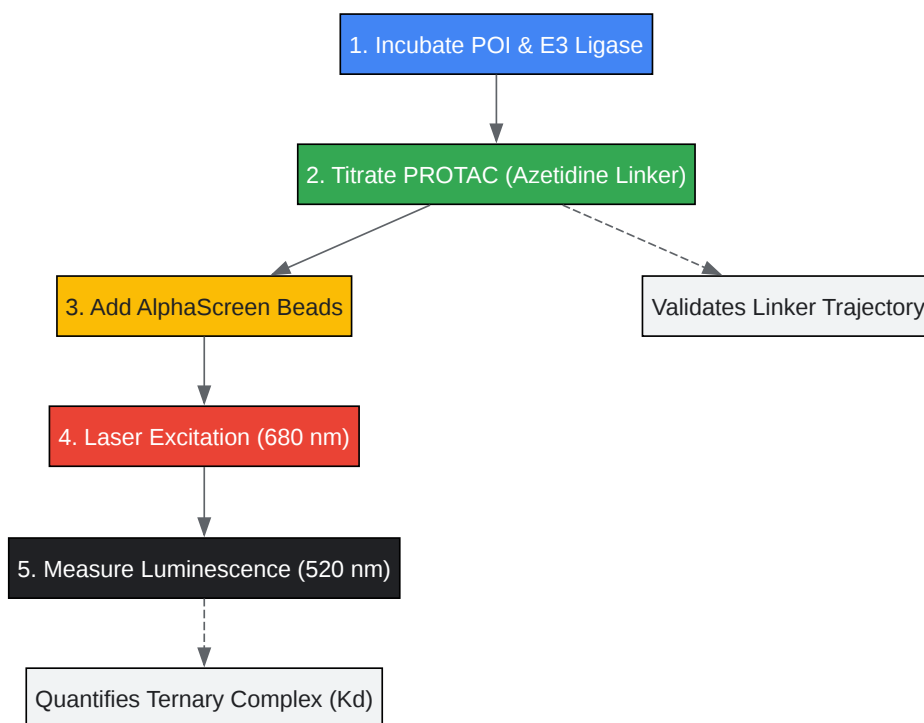 1. Incubate POI & E3 Ligase
2. Titrate PROTAC (Azetidine Linker)
3. Add AlphaScreen Beads
Validates Linker Trajectory
4. Laser Excitation (680 nm)
5. Measure Luminescence (520 nm)
Quantifies Ternary Complex (Kd)